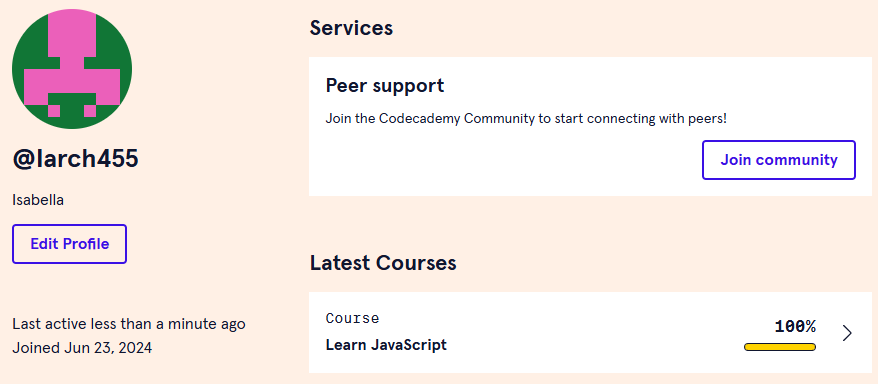 @larch455
Isabella
Edit Profile
Last active less than a minute ago
Joined Jun 23, 2024
Services
Peer support
Join the Codecademy Community to start connecting with peers!
Join community
Latest Courses
Course
Learn JavaScript
100%